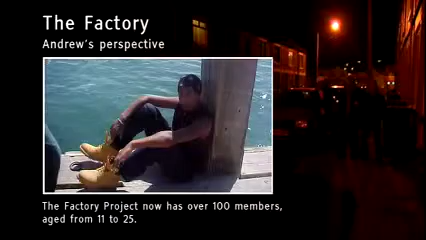 The Factory
Andrew's perspective
The Factory Project now has over 100 members,
aged from 11 to 25.